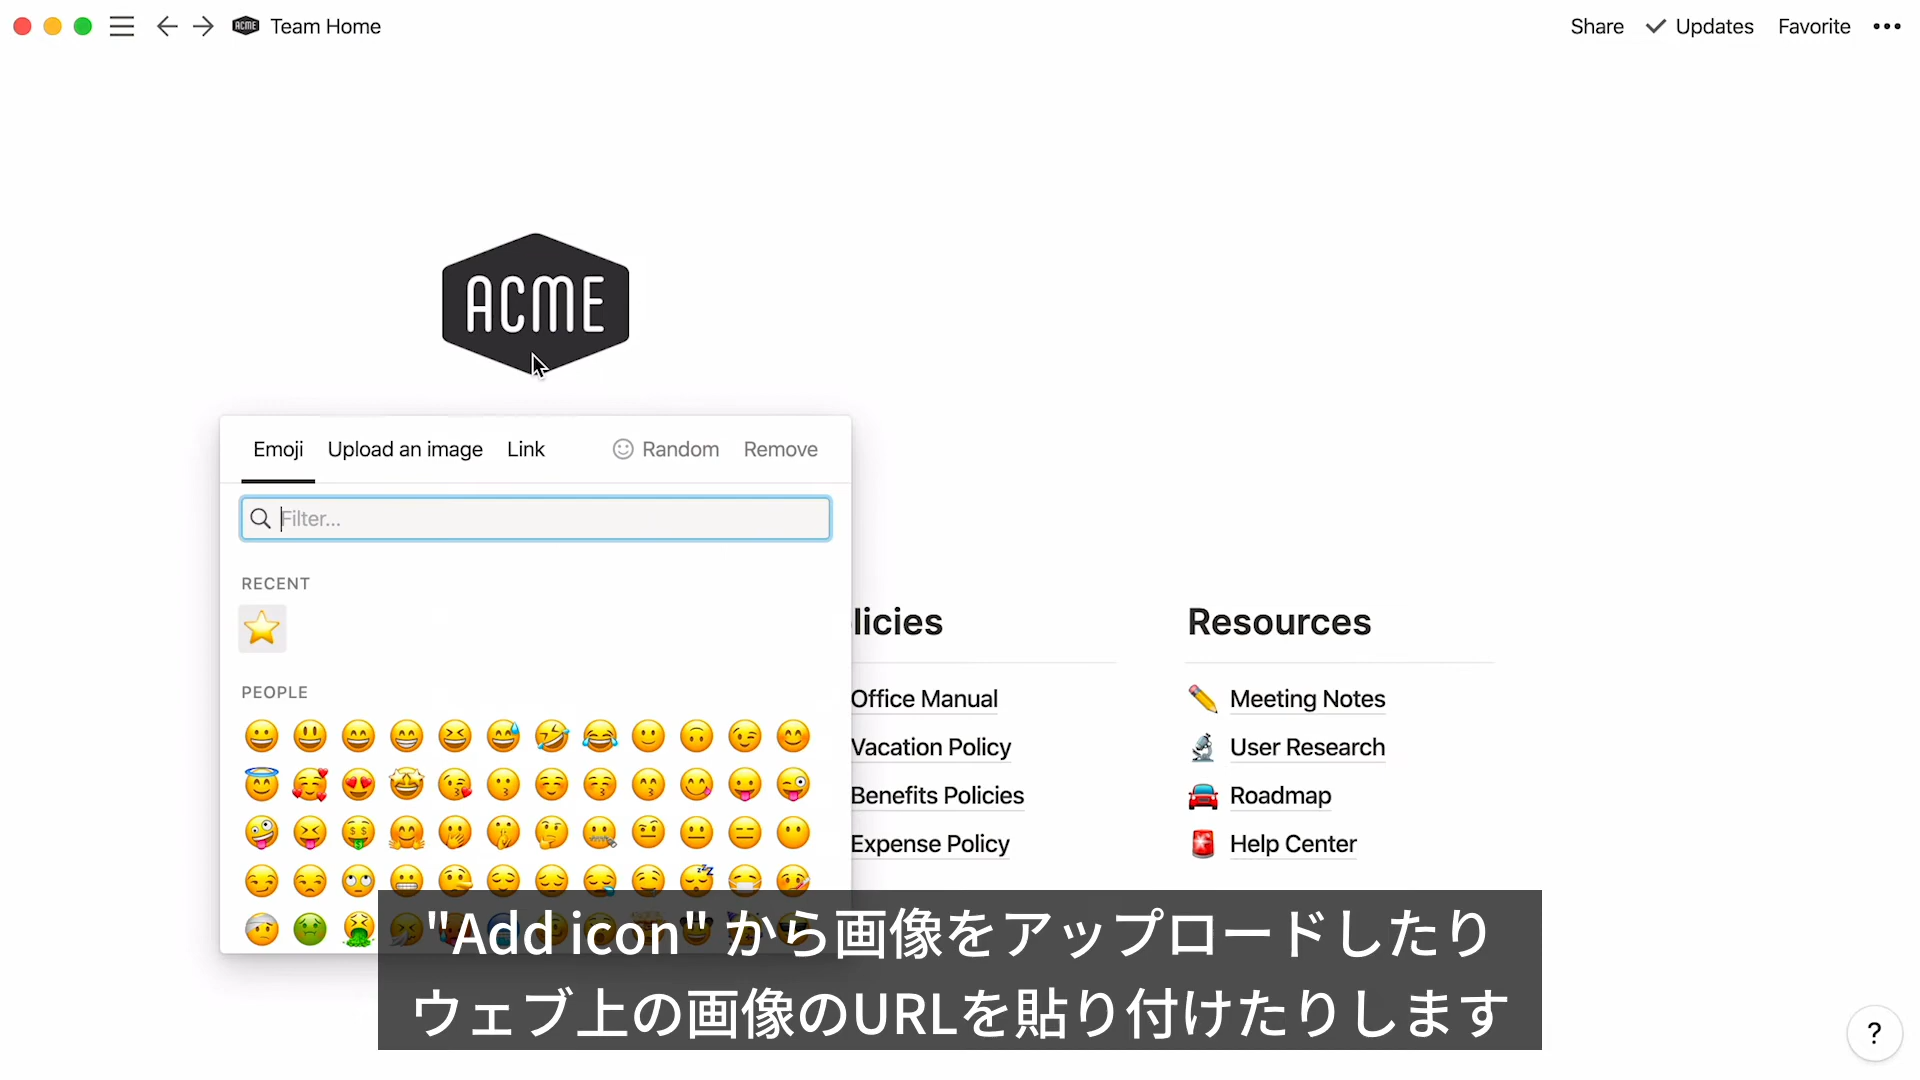 ACME Team Home
Share Updates Favorite
ACME
Emoji Upload an image Link Random Remove
Filter...
RECENT
PEOPLE
licies
Office Manual
Vacation Policy
Benefits Policies
Expense Policy
Resources
Meeting Notes
User Research
Roadmap
Help Center
"Add icon" から画像をアップロードしたり
ウェブ上の画像のURLを貼り付けたりします
?